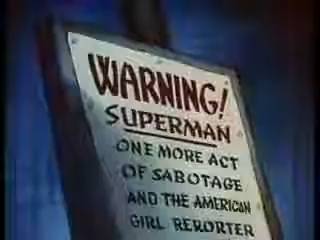 WARNING!
SUPERMAN
ONE MORE ACT
OF SABOTAGE
AND THE AMERICAN
GIRL REPORTER